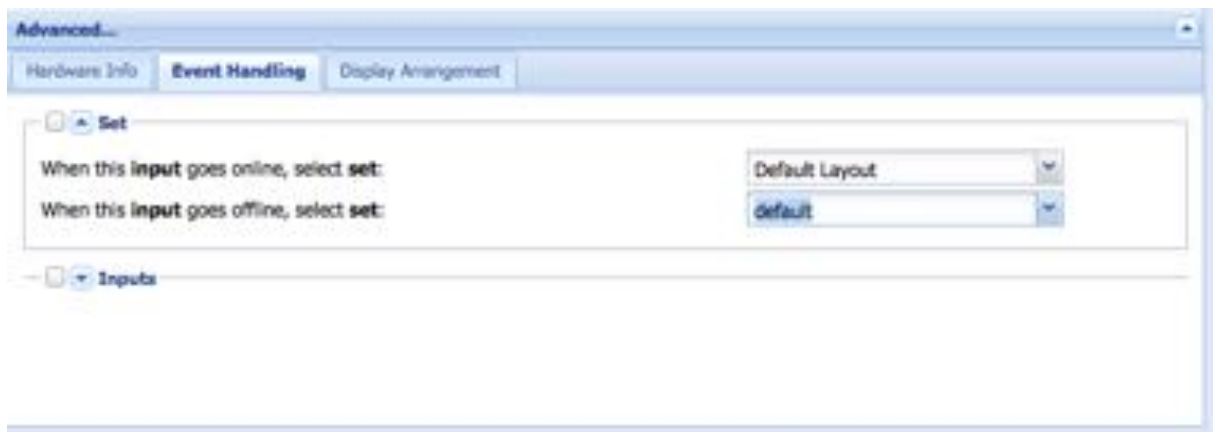 Advanced...
Hardware Info Event Handling Display Arrangement
Set
When this input goes online, select set: Default Layout
When this input goes offline, select set: default
Inputs